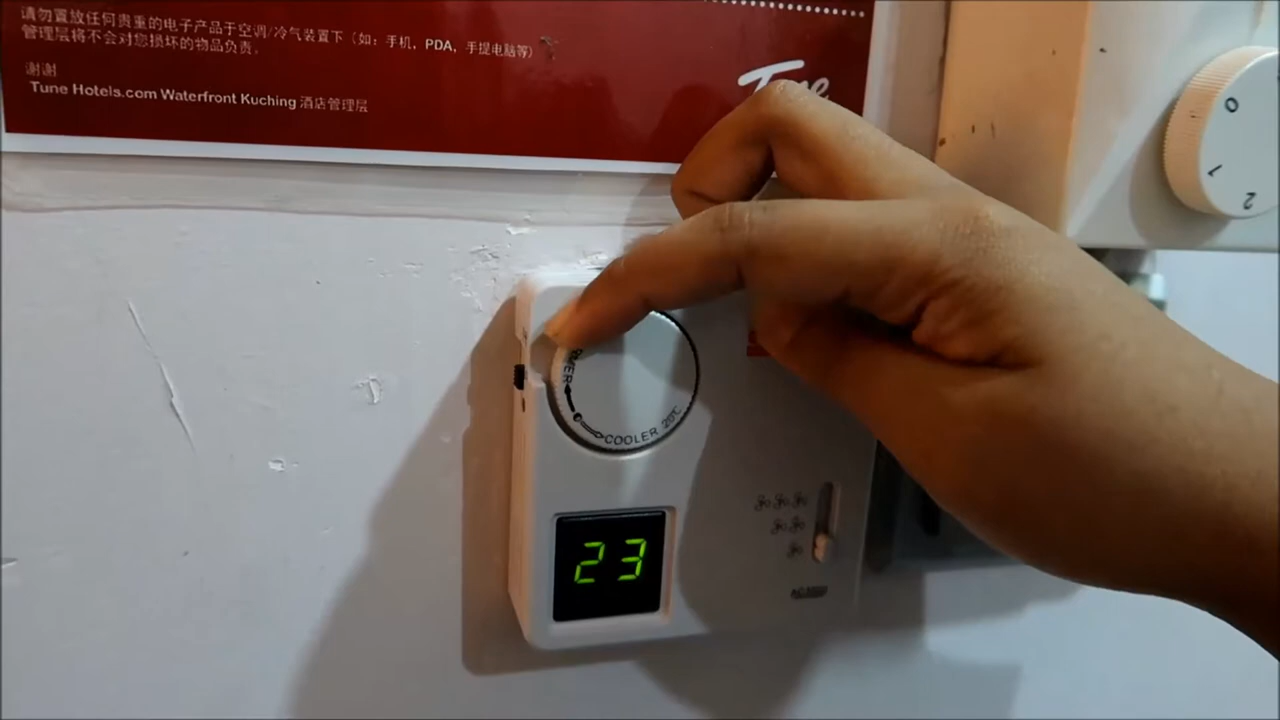 请勿置放任何贵重的电子产品于空调/冷气装置下（如：手机，PDA，手提电脑等）
管理层将不会对您损坏的物品负责。
谢谢
Tune Hotels.com Waterfront Kuching 酒店管理层
Tune
0
1
2
COOLER 20℃
23